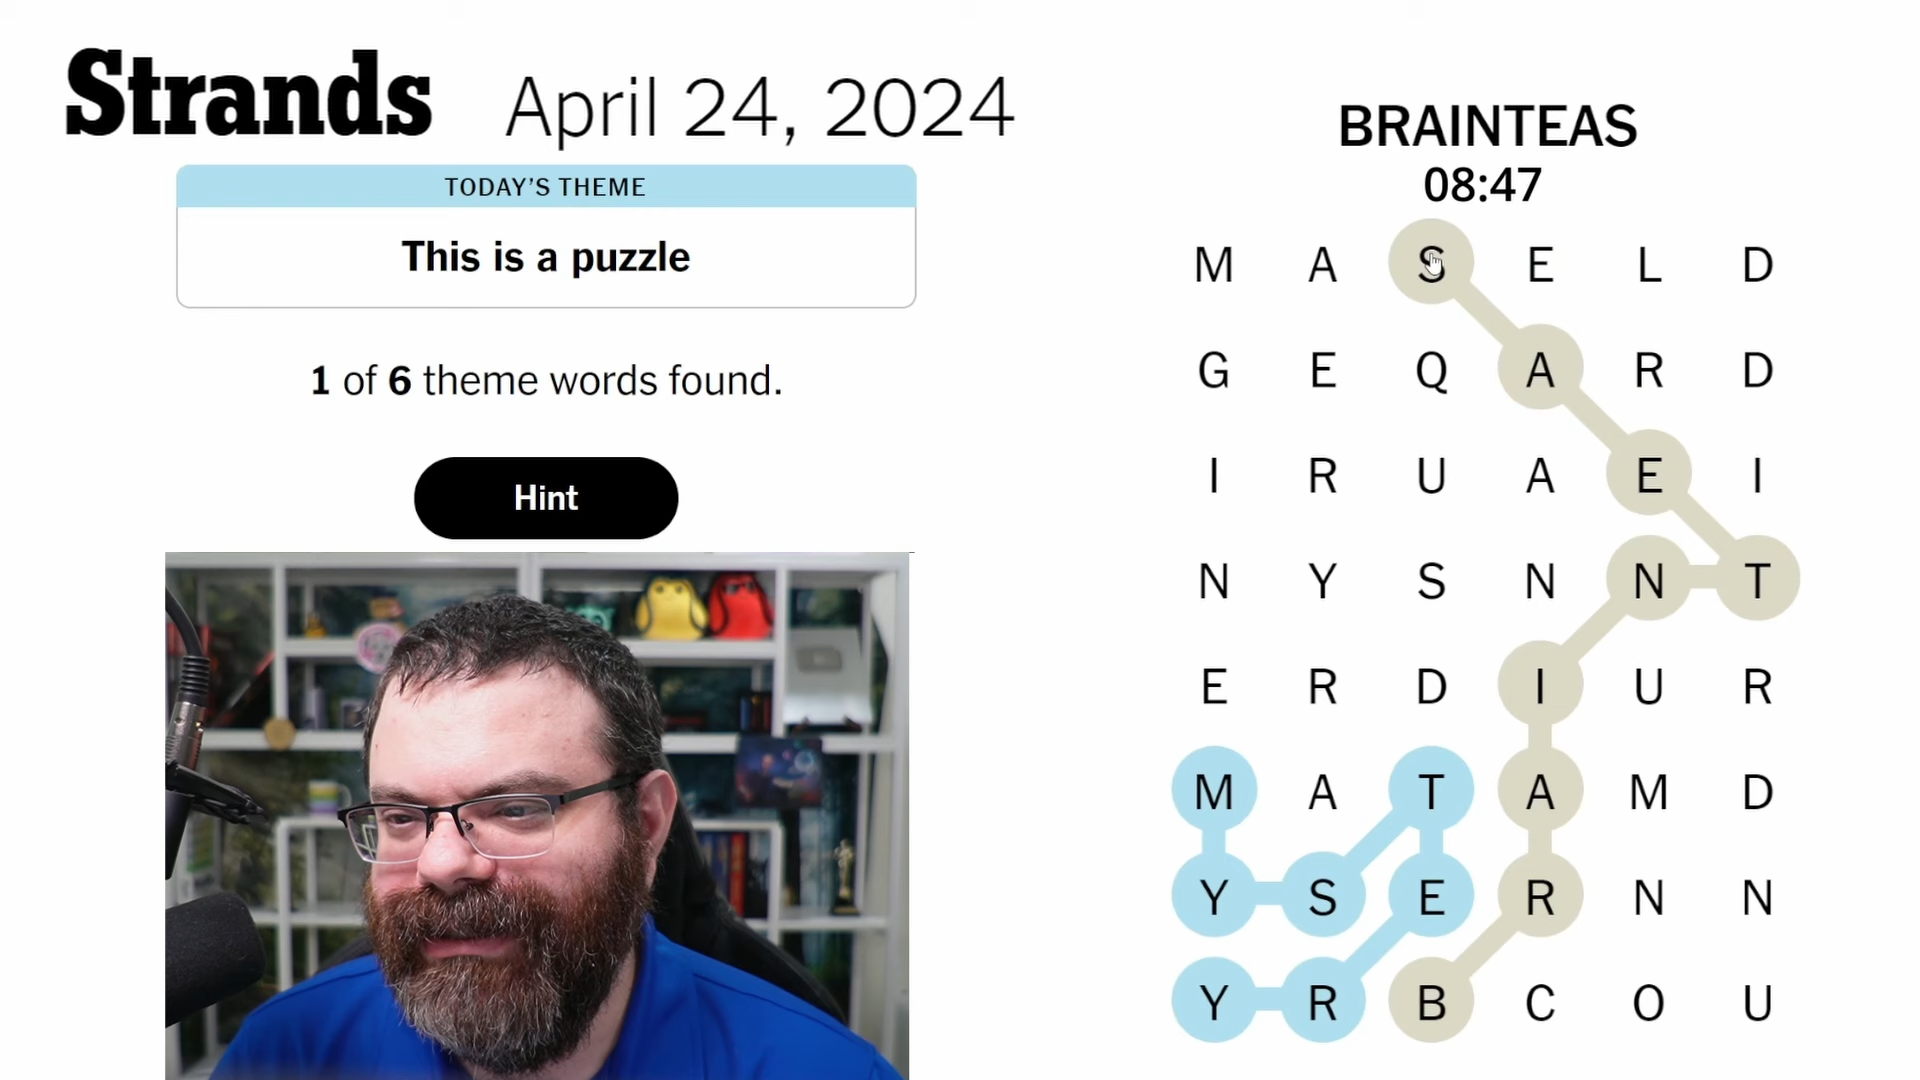 Strands April 24, 2024
TODAY'S THEME
This is a puzzle
1 of 6 theme words found.
Hint
BRAINTEAS
08:47
M A S E L D
G E Q A R D
I R U A E I
N Y S N N T
E R D I U R
M A T A M D
Y S E R N N
Y R B C O U